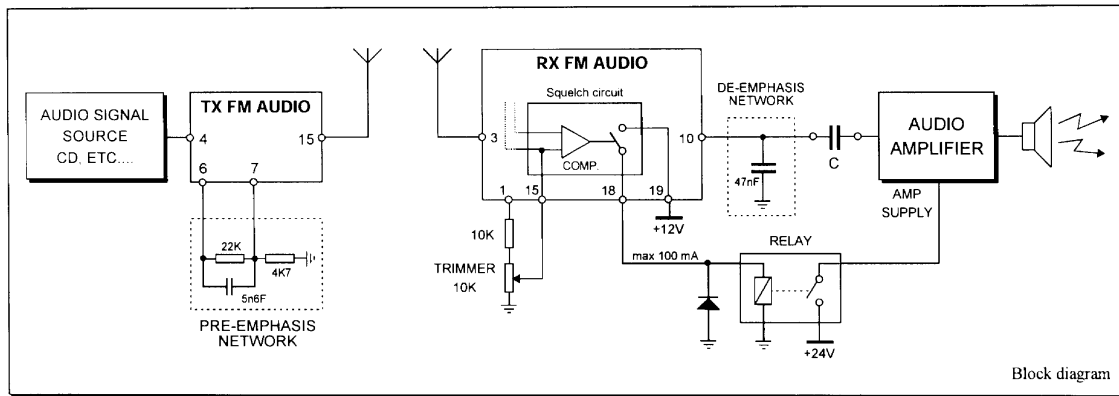 AUDIO SIGNAL
SOURCE
CD, ETC....
TX FM AUDIO
4
15
6
7
22K
4K7
5n6F
PRE-EMPHASIS
NETWORK
RX FM AUDIO
Squelch circuit
COMP.
3
10
1
15
18
19
+12V
10K
TRIMMER
10K
max 100 mA
DE-EMPHASIS
NETWORK
47nF
C
AUDIO
AMPLIFIER
AMP
SUPPLY
RELAY
+24V
Block diagram